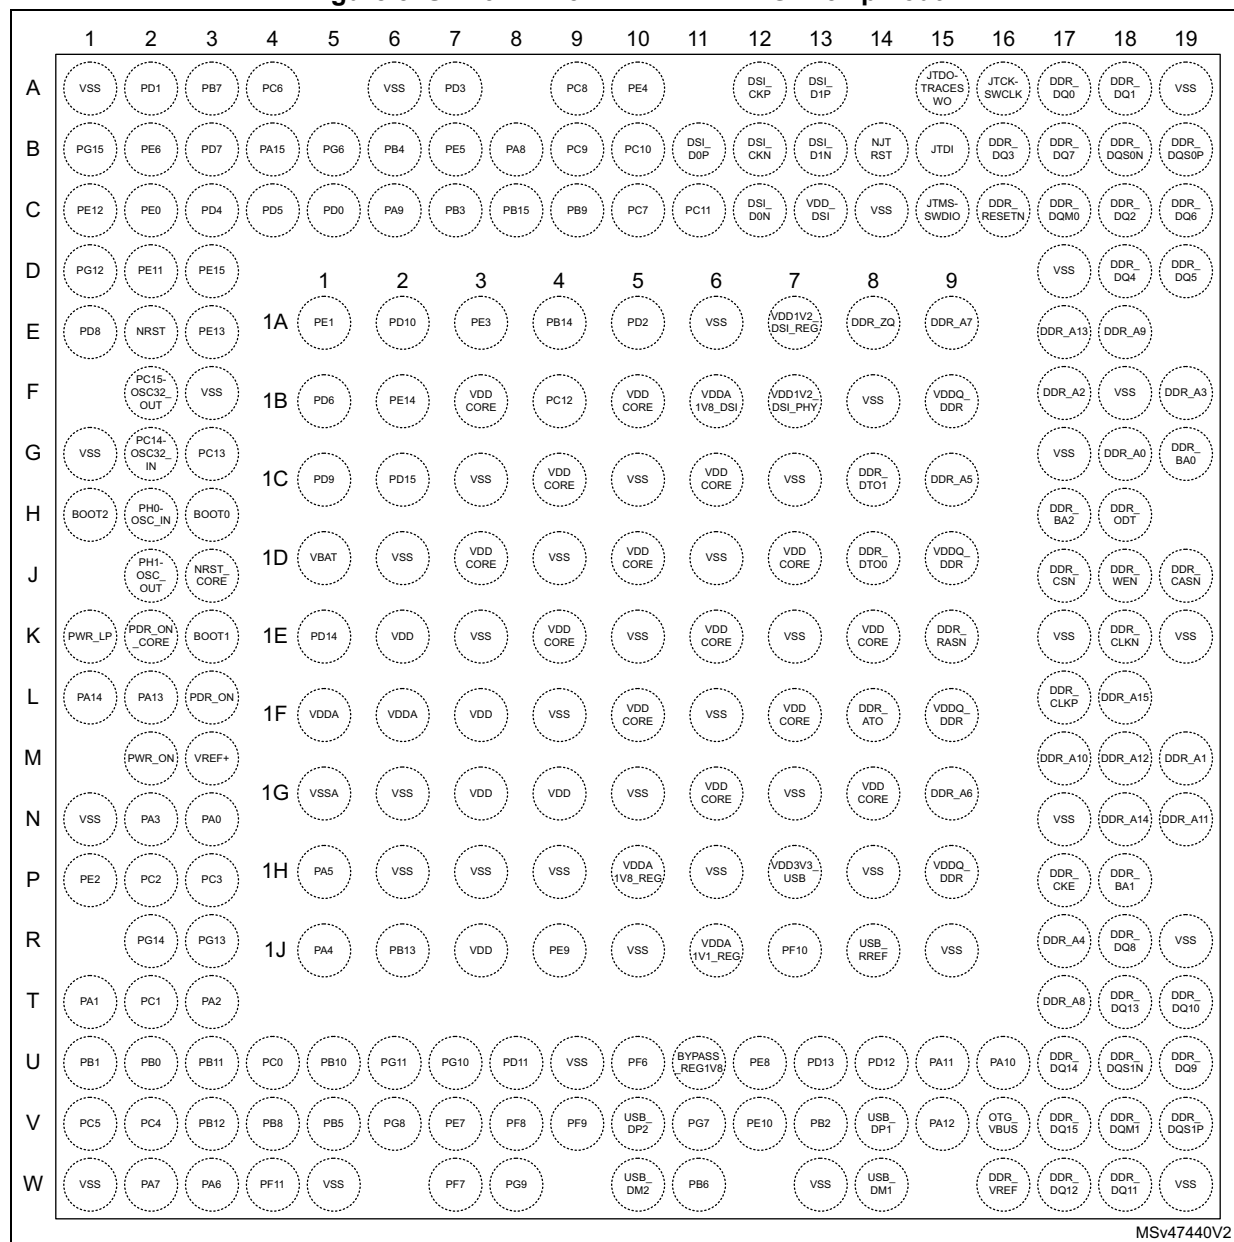 1 2 3 4 5 6 7 8 9 10 11 12 13 14 15 16 17 18 19
A VSS PD1 PB7 PC6 VSS PD3 PC8 PE4 DSI_CKP DSI_D1P JTDO-TRACESWO JTCK-SWCLK DDR_DQ0 DDR_DQ1 VSS
B PG15 PE6 PD7 PA15 PG6 PB4 PE5 PA8 PC9 PC10 DSI_D0P DSI_CKN DSI_D1N NJTRST JTDI DDR_DQ3 DDR_DQ7 DDR_DQS0N DDR_DQS0P
C PE12 PE0 PD4 PD5 PD0 PA9 PB3 PB15 PB9 PC7 PC11 DSI_D0N VDD_DSI VSS JTMS-SWDIO DDR_RESETN DDR_DQM0 DDR_DQ2 DDR_DQ6
D PG12 PE11 PE15 VSS DDR_DQ4 DDR_DQ5
1 2 3 4 5 6 7 8 9
1A PE1 PD10 PE3 PB14 PD2 VSS VDD1V2_DSI_REG DDR_ZQ DDR_A7
E PD8 NRST PE13 DDR_A13 DDR_A9
F PC15-OSC32_OUT VSS DDR_A2 VSS DDR_A3
1B PD6 PE14 VDD CORE PC12 VDD CORE VDDA 1V8_DSI VDD1V2_DSI_PHY VSS VDDQ_DDR
G VSS PC14-OSC32_IN PC13 VSS DDR_A0 DDR_BA0
1C PD9 PD15 VSS VDD CORE VSS VDD CORE VSS DDR_DTO1 DDR_A5
H BOOT2 PH0-OSC_IN BOOT0 DDR_BA2 DDR_ODT
1D VBAT VSS VDD CORE VSS VDD CORE VSS VDD CORE DDR_DTO0 VDDQ_DDR
J PH1-OSC_OUT NRST_CORE DDR_CSN DDR_WEN DDR_CASN
K PWR_LP PDR_ON_CORE BOOT1 VSS DDR_CLKN VSS
1E PD14 VDD VSS VDD CORE VSS VDD CORE VSS VDD CORE DDR_RASN
L PA14 PA13 PDR_ON DDR_CLKP DDR_A15
1F VDDA VDDA VDD VSS VDD CORE VSS VDD CORE DDR_ATO VDDQ_DDR
M PWR_ON VREF+ DDR_A10 DDR_A12 DDR_A1
1G VSSA VSS VDD VDD VSS VDD CORE VSS VDD CORE DDR_A6
N VSS PA3 PA0 VSS DDR_A14 DDR_A11
1H PA5 VSS VSS VSS VDDA 1V8_REG VSS VDD3V3_USB VSS VDDQ_DDR
P PE2 PC2 PC3 DDR_CKE DDR_BA1
R PG14 PG13 DDR_A4 DDR_DQ8 VSS
1J PA4 PB13 VDD PE9 VSS VDDA 1V1_REG PF10 USB_RREF VSS
T PA1 PC1 PA2 DDR_A8 DDR_DQ13 DDR_DQ10
U PB1 PB0 PB11 PC0 PB10 PG11 PG10 PD11 VSS PF6 BYPASS_REG1V8 PE8 PD13 PD12 PA11 PA10 DDR_DQ14 DDR_DQS1N DDR_DQ9
V PC5 PC4 PB12 PB8 PB5 PG8 PE7 PF8 PF9 USB_DP2 PG7 PE10 PB2 USB_DP1 PA12 OTG_VBUS DDR_DQ15 DDR_DQM1 DDR_DQS1P
W VSS PA7 PA6 PF11 VSS PF7 PG9 USB_DM2 PB6 VSS USB_DM1 DDR_VREF DDR_DQ12 DDR_DQ11 VSS
MSv47440V2